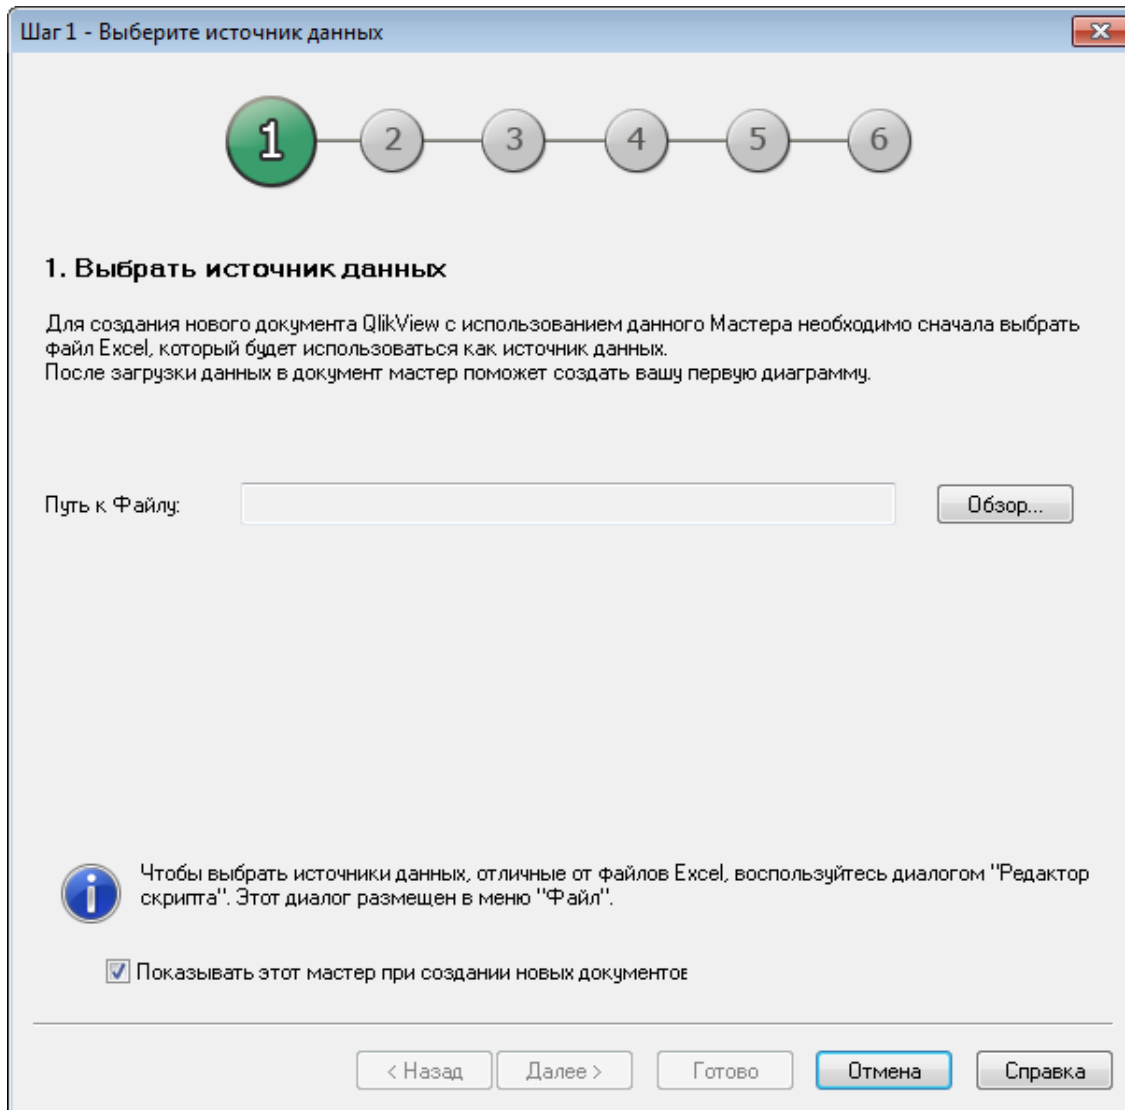 Шаг 1 - Выберите источник данных
1 2 3 4 5 6
1. Выбрать источник данных
Для создания нового документа QlikView с использованием данного Мастера необходимо сначала выбрать
файл Excel, который будет использоваться как источник данных.
После загрузки данных в документ мастер поможет создать вашу первую диаграмму.
Путь к Файлу: Обзор...
Чтобы выбрать источники данных, отличные от файлов Excel, воспользуйтесь диалогом "Редактор
скрипта". Этот диалог размещен в меню "Файл".
Показывать этот мастер при создании новых документов
< Назад Далее > Готово Отмена Справка